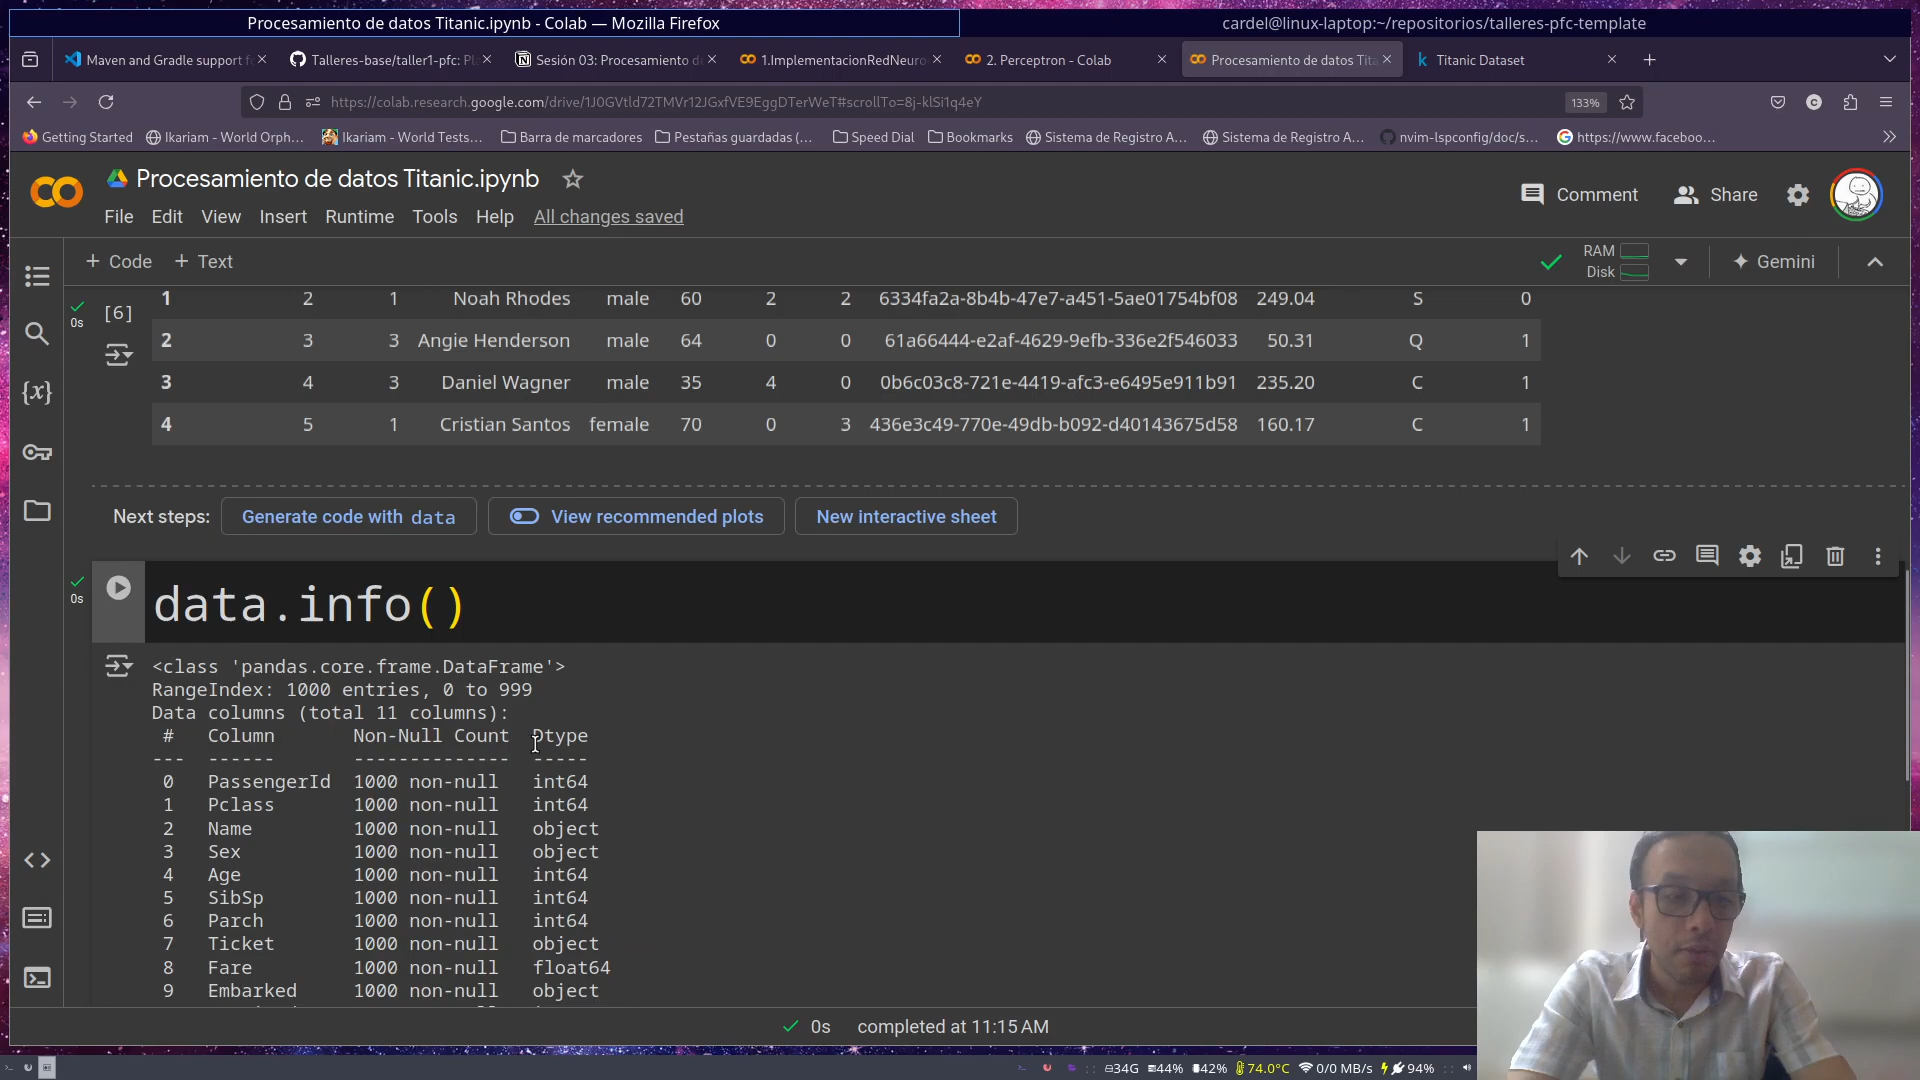 Procesamiento de datos Titanic.ipynb - Colab — Mozilla Firefox
cardel@linux-laptop:~/repositorios/talleres-pfc-template
Maven and Gradle support f
Talleres-base/taller1-pfc: Pl
Sesión 03: Procesamiento d
1.ImplementacionRedNeuro
2. Perceptron - Colab
Procesamiento de datos Tita
Titanic Dataset
https://colab.research.google.com/drive/1J0GVtld72TMVr12JGxfVE9EggDTerWeT#scrollTo=8j-klSi1q4eY
133%
Getting Started
Ikariam - World Orph...
Ikariam - World Tests...
Barra de marcadores
Pestañas guardadas (...
Speed Dial
Bookmarks
Sistema de Registro A...
Sistema de Registro A...
nvim-lspconfig/doc/s...
https://www.faceboo...
Procesamiento de datos Titanic.ipynb
Comment
Share
File Edit View Insert Runtime Tools Help All changes saved
+ Code + Text
RAM
Disk
Gemini
0s
[6]
1 2 1 Noah Rhodes male 60 2 2 6334fa2a-8b4b-47e7-a451-5ae01754bf08 249.04 S 0
2 3 3 Angie Henderson male 64 0 0 61a66444-e2af-4629-9efb-336e2f546033 50.31 Q 1
3 4 3 Daniel Wagner male 35 4 0 0b6c03c8-721e-4419-afc3-e6495e911b91 235.20 C 1
4 5 1 Cristian Santos female 70 0 3 436e3c49-770e-49db-b092-d40143675d58 160.17 C 1
Next steps: Generate code with data View recommended plots New interactive sheet
0s
data.info()
<class 'pandas.core.frame.DataFrame'>
RangeIndex: 1000 entries, 0 to 999
Data columns (total 11 columns):
# Column Non-Null Count Dtype
--- ------ -------------- -----
0 PassengerId 1000 non-null int64
1 Pclass 1000 non-null int64
2 Name 1000 non-null object
3 Sex 1000 non-null object
4 Age 1000 non-null int64
5 SibSp 1000 non-null int64
6 Parch 1000 non-null int64
7 Ticket 1000 non-null object
8 Fare 1000 non-null float64
9 Embarked 1000 non-null object
0s completed at 11:15 AM
34G 44% 42% 74.0°C 0/0 MB/s 94%